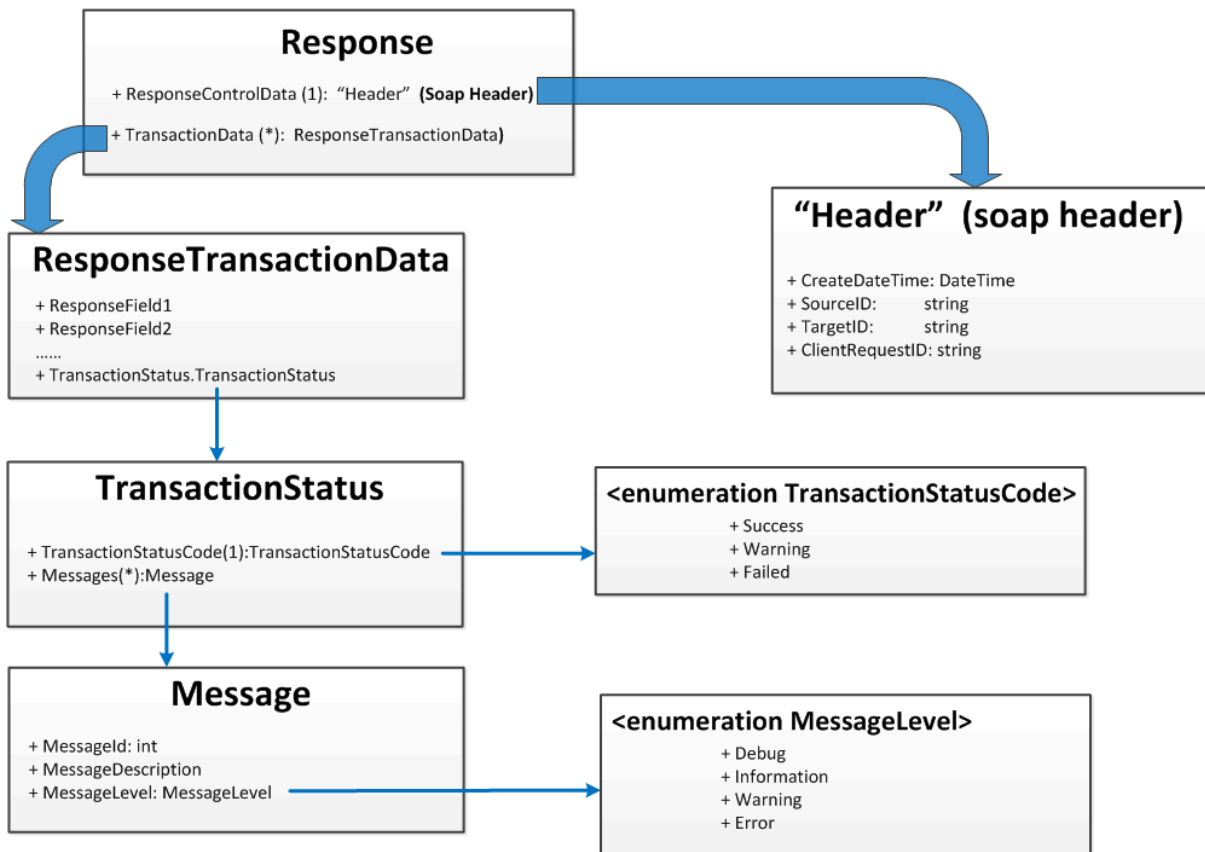 Response
+ ResponseControlData (1): “Header” (Soap Header)
+ TransactionData (*): ResponseTransactionData)
“Header” (soap header)
+ CreateDateTime: DateTime
+ SourceID: string
+ TargetID: string
+ ClientRequestID: string
ResponseTransactionData
+ ResponseField1
+ ResponseField2
......
+ TransactionStatus.TransactionStatus
TransactionStatus
+ TransactionStatusCode(1):TransactionStatusCode
+ Messages(*):Message
<enumeration TransactionStatusCode>
+ Success
+ Warning
+ Failed
Message
+ MessageId: int
+ MessageDescription
+ MessageLevel: MessageLevel
<enumeration MessageLevel>
+ Debug
+ Information
+ Warning
+ Error